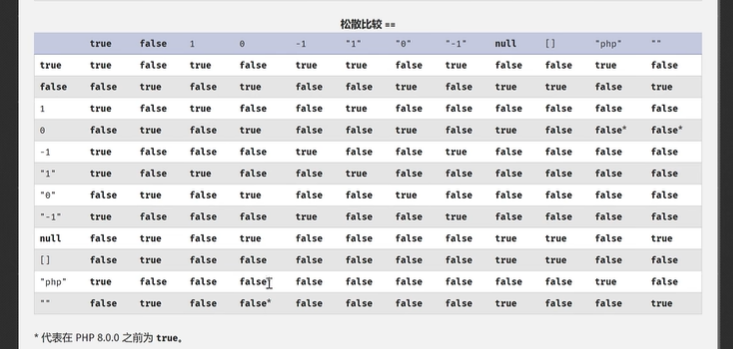 松散比较 ==
true false 1 0 -1 "1" "0" "-1" null [] "php" ""
true true false true false true true false true false false true false
false false true false true false false true false true true false true
1 true false true false false true false false false false false false
0 false true false true false false true false true false false* false*
-1 true false false false true false false true false false false false
"1" true false true false false true false false false false false false
"0" false true false true false false true false false false false false
"-1" true false false false true false false true false false false false
null false true false true false false false false true true false true
[] false true false false false false false false true true false false
"php" true false false false false false false false false false true false
"" false true false false* false false false false true false false true
* 代表在 PHP 8.0.0 之前为 true。